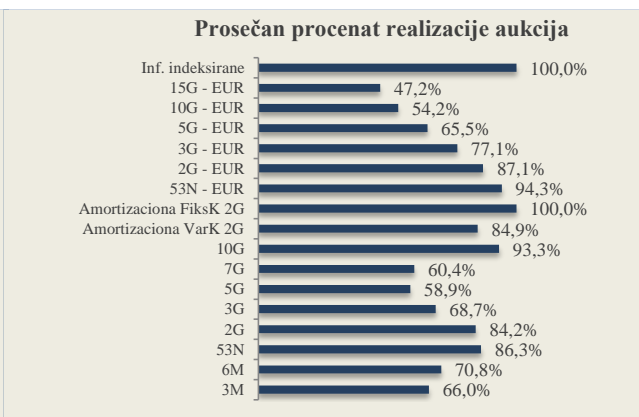 Prosečan procenat realizacije aukcija
Inf. indeksirane 100,0%
15G - EUR 47,2%
10G - EUR 54,2%
5G - EUR 65,5%
3G - EUR 77,1%
2G - EUR 87,1%
53N - EUR 94,3%
Amortizaciona FiksK 2G 100,0%
Amortizaciona VarK 2G 84,9%
10G 93,3%
7G 60,4%
5G 58,9%
3G 68,7%
2G 84,2%
53N 86,3%
6M 70,8%
3M 66,0%